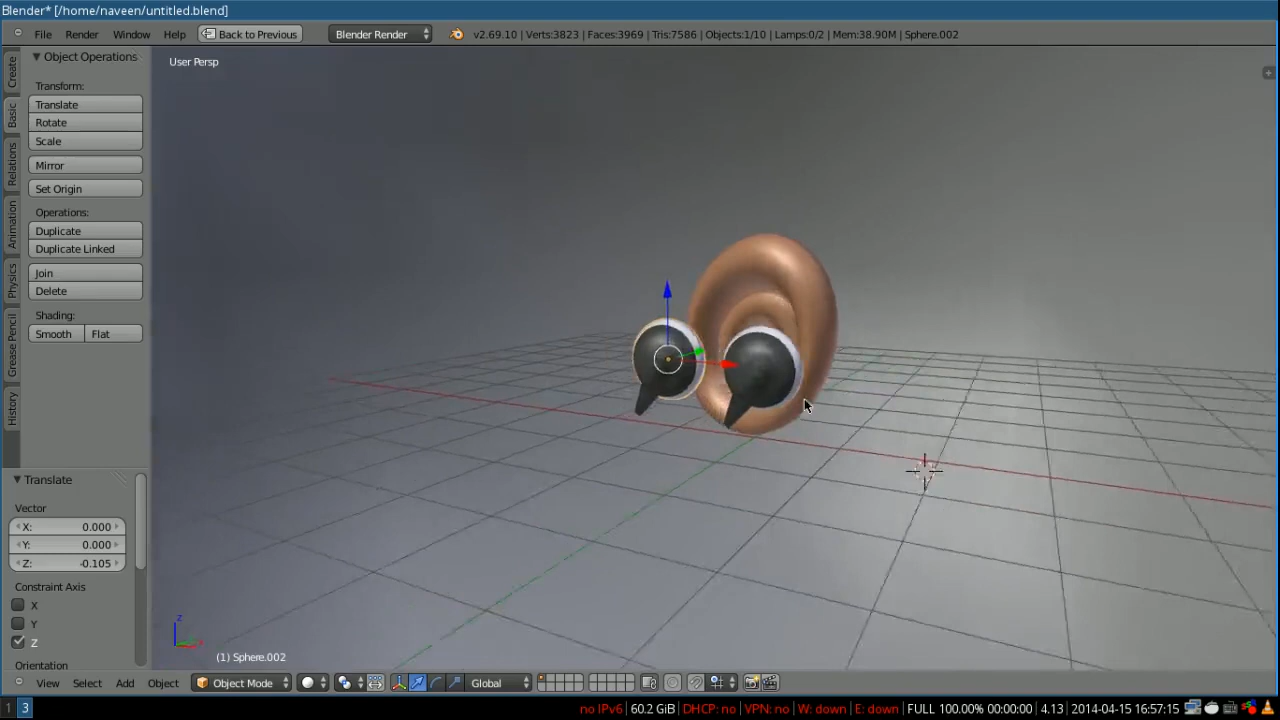 Blender* [/home/naveen/untitled.blend]
File Render Window Help Back to Previous Blender Render v2.69.10 | Verts:3823 | Faces:3969 | Tris:7586 | Objects:1/10 | Lamps:0/2 | Mem:38.90M | Sphere.002
Create
Basic
Relations
Animation
Physics
Grease Pencil
History
Object Operations
Transform:
Translate
Rotate
Scale
Mirror
Set Origin
Operations:
Duplicate
Duplicate Linked
Join
Delete
Shading:
Smooth Flat
Translate
Vector
X: 0.000
Y: 0.000
Z: -0.105
Constraint Axis
X
Y
Z
Orientation
User Persp
z
(1) Sphere.002
View Select Add Object Object Mode Global
1 3 no IPv6 | 60.2 GiB | DHCP: no | VPN: no | W: down | E: down | FULL 100.00% 00:00:00 | 4.13 | 2014-04-15 16:57:15